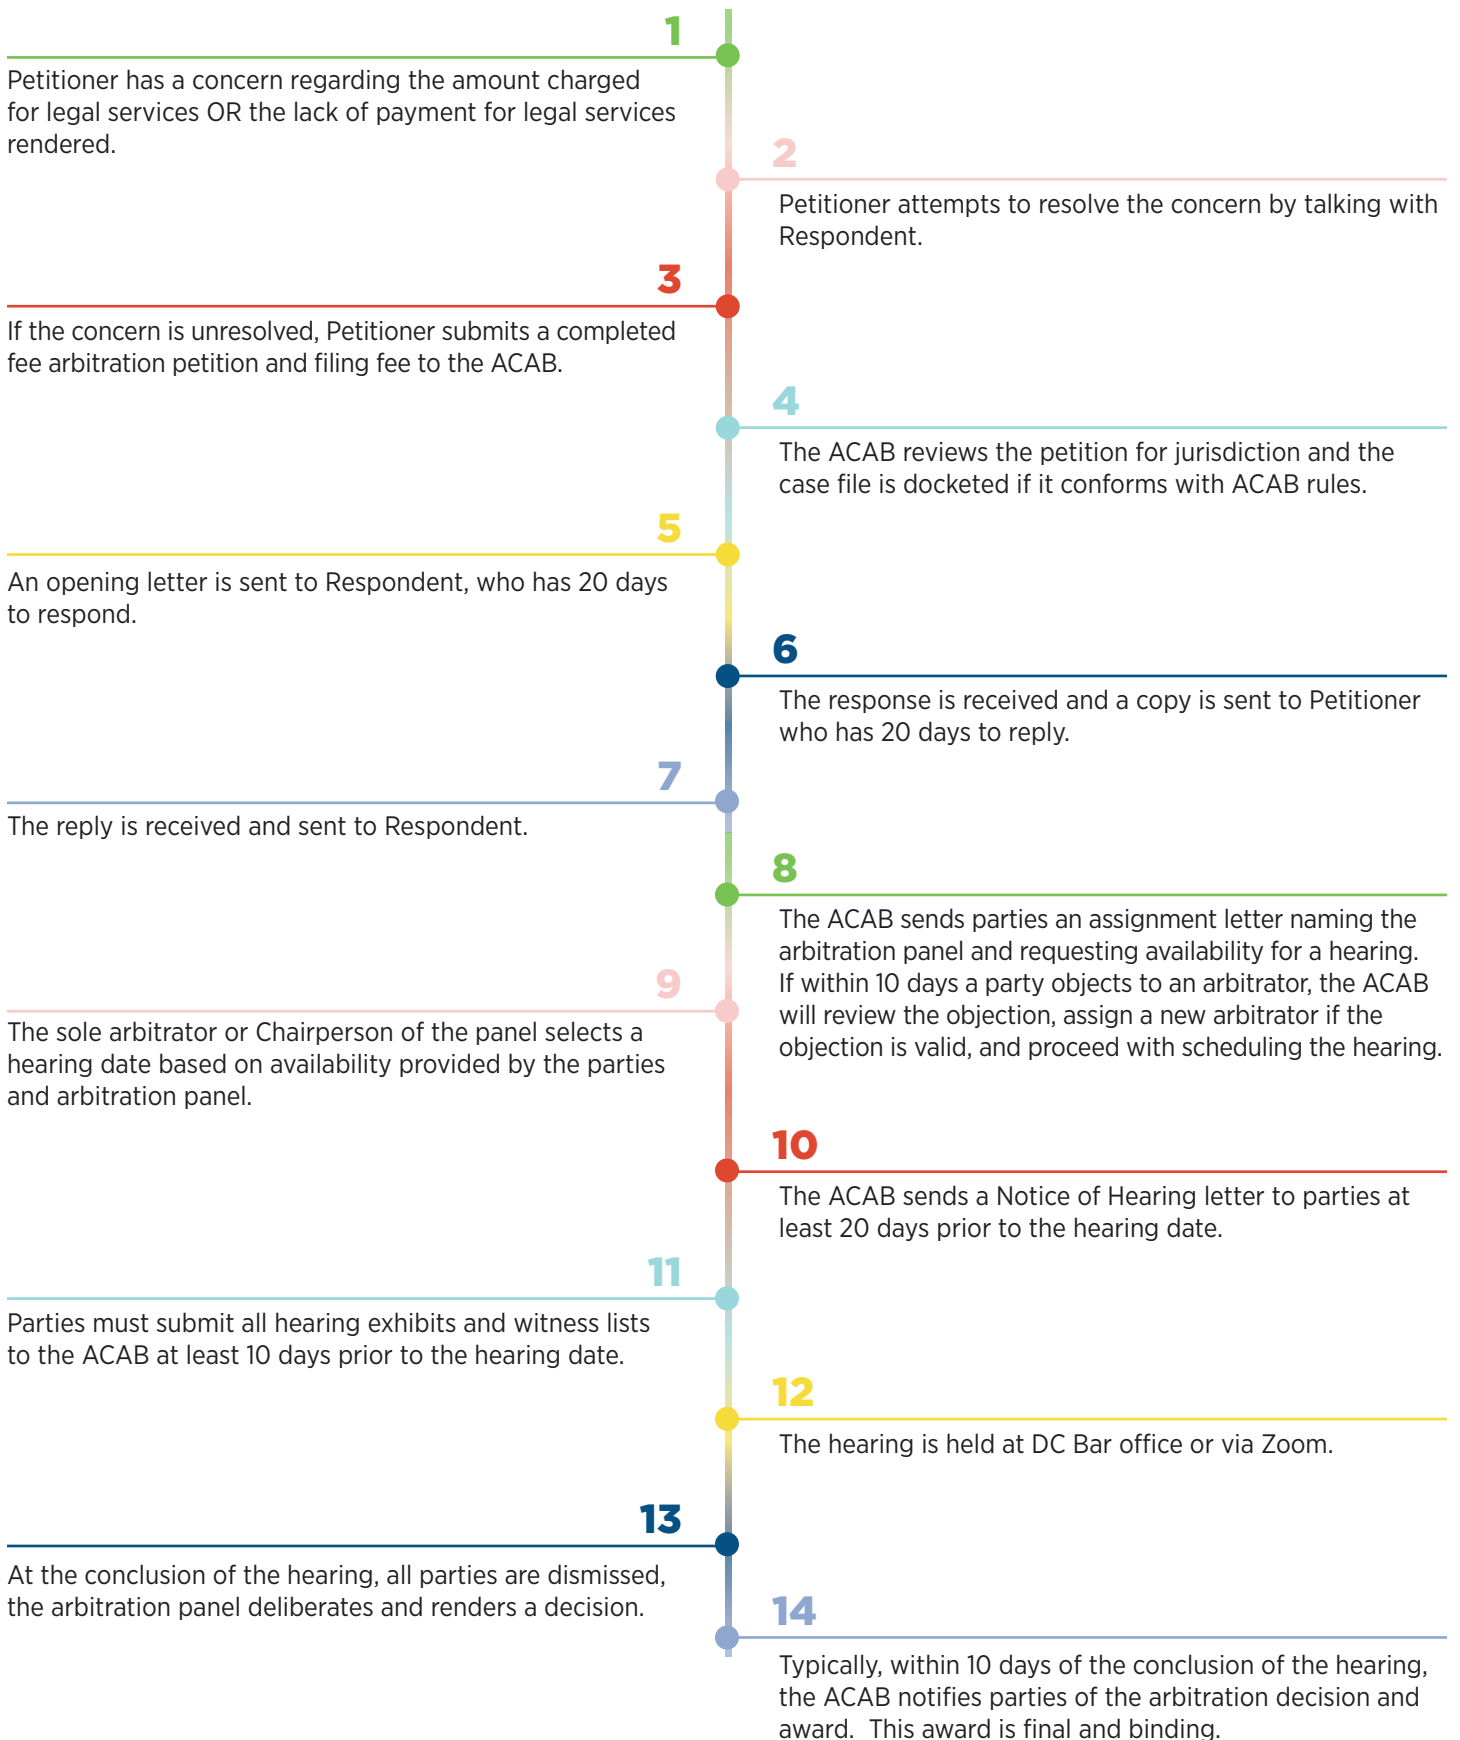 1
Petitioner has a concern regarding the amount charged
for legal services OR the lack of payment for legal services
rendered.
2
Petitioner attempts to resolve the concern by talking with
Respondent.
3
If the concern is unresolved, Petitioner submits a completed
fee arbitration petition and filing fee to the ACAB.
4
The ACAB reviews the petition for jurisdiction and the
case file is docketed if it conforms with ACAB rules.
5
An opening letter is sent to Respondent, who has 20 days
to respond.
6
The response is received and a copy is sent to Petitioner
who has 20 days to reply.
7
The reply is received and sent to Respondent.
8
The ACAB sends parties an assignment letter naming the
arbitration panel and requesting availability for a hearing.
If within 10 days a party objects to an arbitrator, the ACAB
will review the objection, assign a new arbitrator if the
objection is valid, and proceed with scheduling the hearing.
9
The sole arbitrator or Chairperson of the panel selects a
hearing date based on availability provided by the parties
and arbitration panel.
10
The ACAB sends a Notice of Hearing letter to parties at
least 20 days prior to the hearing date.
11
Parties must submit all hearing exhibits and witness lists
to the ACAB at least 10 days prior to the hearing date.
12
The hearing is held at DC Bar office or via Zoom.
13
At the conclusion of the hearing, all parties are dismissed,
the arbitration panel deliberates and renders a decision.
14
Typically, within 10 days of the conclusion of the hearing,
the ACAB notifies parties of the arbitration decision and
award.  This award is final and binding.